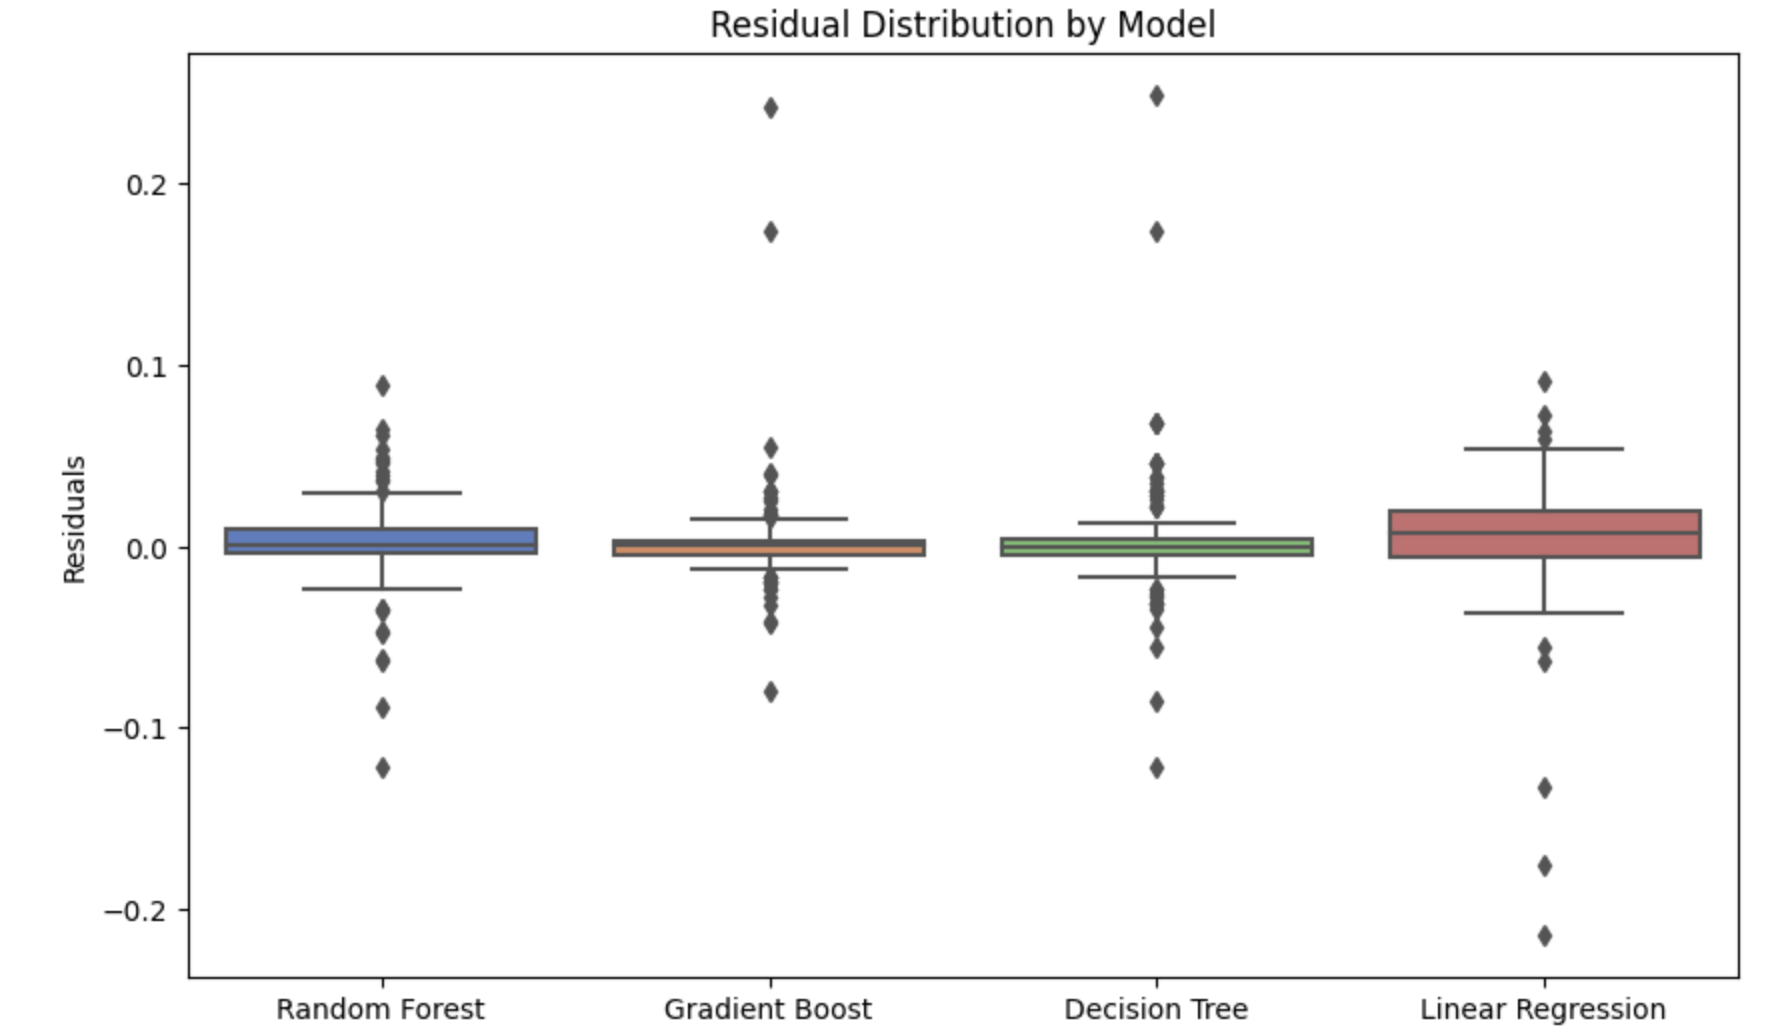 Residual Distribution by Model
Residuals
0.2
0.1
0.0
−0.1
−0.2
Random Forest
Gradient Boost
Decision Tree
Linear Regression